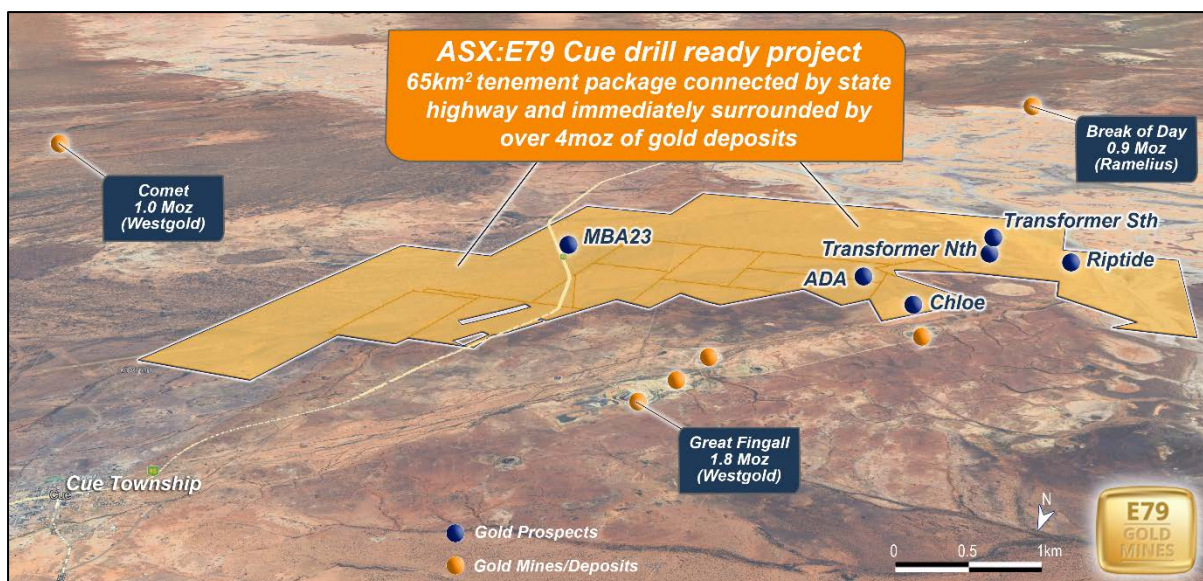 ASX:E79 Cue drill ready project
65km² tenement package connected by state
highway and immediately surrounded by
over 4moz of gold deposits
Break of Day
0.9 Moz
(Ramelius)
Comet
1.0 Moz
(Westgold)
MBA23
Transformer Sth
Transformer Nth
Riptide
ADA
Chloe
Great Fingall
1.8 Moz
(Westgold)
Cue Township
Cue
Gold Prospects
Gold Mines/Deposits
N
0 0.5 1km
E79
GOLD
MINES